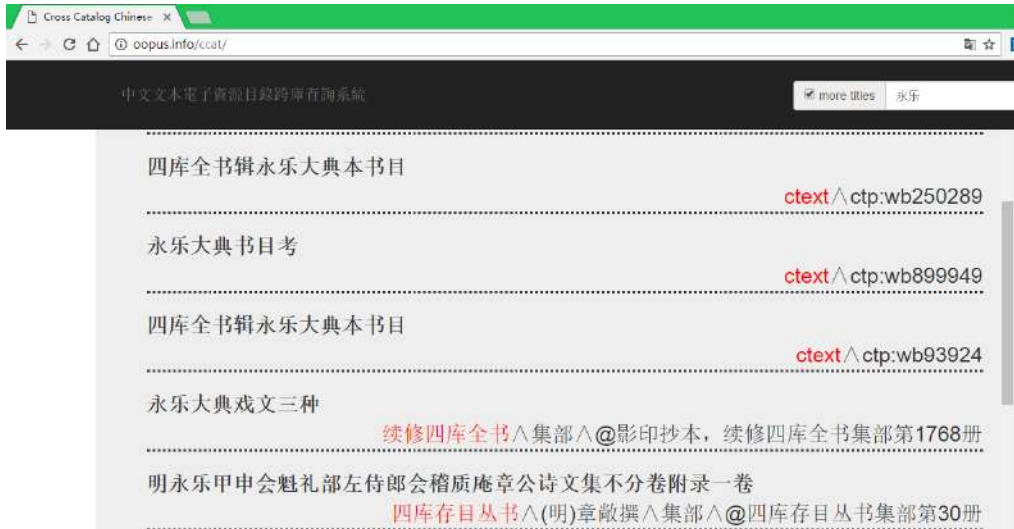 Cross Catalog Chinese
oopus.info/ccat/
中文文本電子資源目錄跨庫查詢系統
more titles 永乐
四库全书辑永乐大典本书目
ctext∧ctp:wb250289
永乐大典书目考
ctext∧ctp:wb899949
四库全书辑永乐大典本书目
ctext∧ctp:wb93924
永乐大典戏文三种
续修四库全书∧集部∧@影印抄本，续修四库全书集部第1768册
明永乐甲申会魁礼部左侍郎会稽质庵章公诗文集不分卷附录一卷
四库存目丛书∧(明)章敞撰∧集部∧@四库存目丛书集部第30册